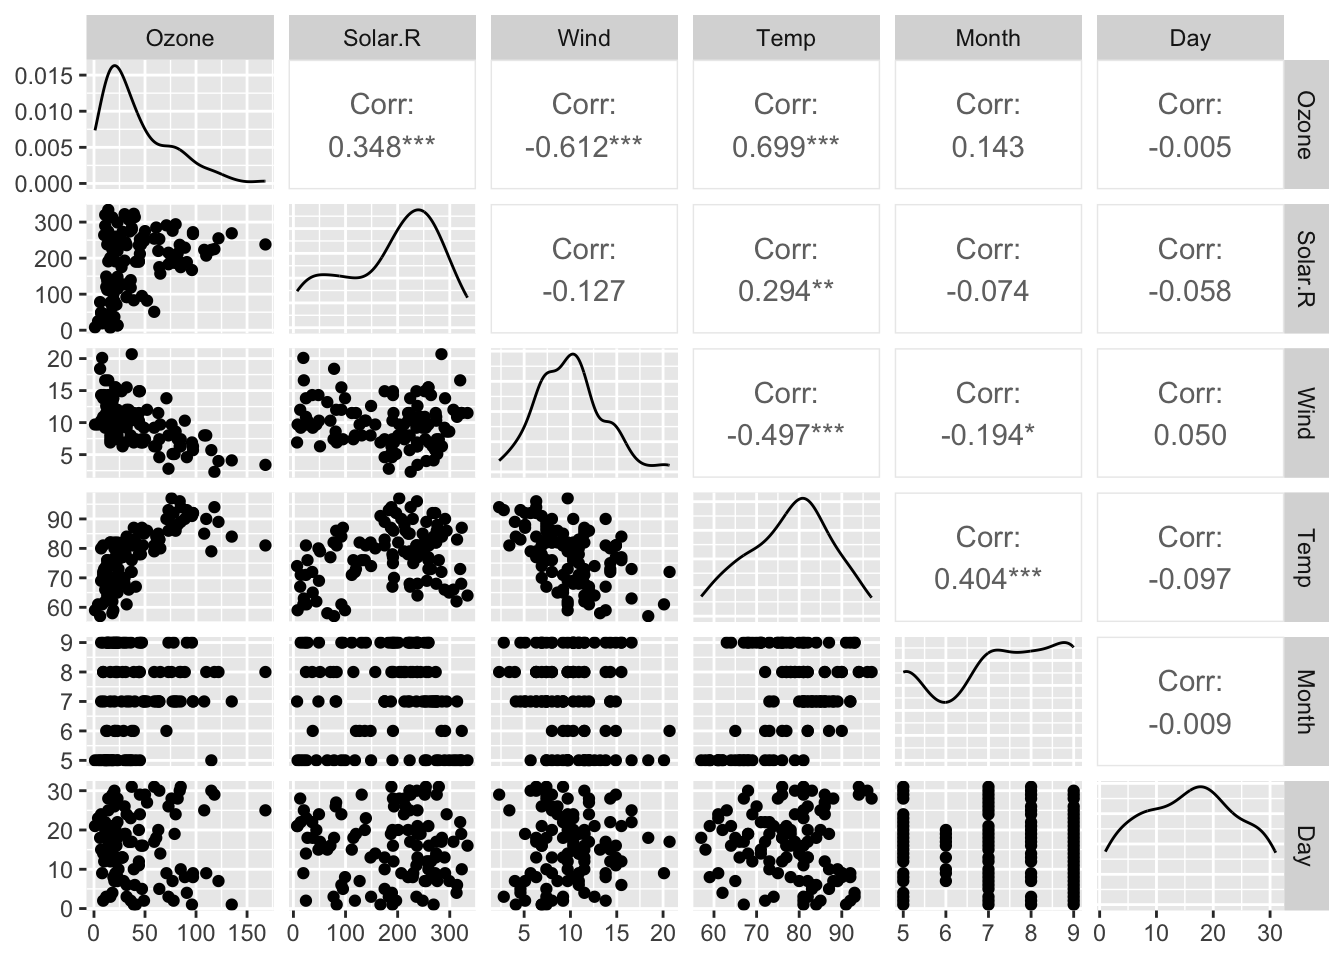 Ozone Solar.R Wind Temp Month Day
0.015
0.010
0.005
0.000
Corr:
0.348***
Corr:
-0.612***
Corr:
0.699***
Corr:
0.143
Corr:
-0.005
Ozone
300
200
100
0
Corr:
-0.127
Corr:
0.294**
Corr:
-0.074
Corr:
-0.058
Solar.R
20
15
10
5
Corr:
-0.497***
Corr:
-0.194*
Corr:
0.050
Wind
90
80
70
60
Corr:
0.404***
Corr:
-0.097
Temp
9
8
7
6
5
Corr:
-0.009
Month
30
20
10
0
Day
0 50 100 150 0 100 200 300 5 10 15 20 60 70 80 90 5 6 7 8 9 0 10 20 30